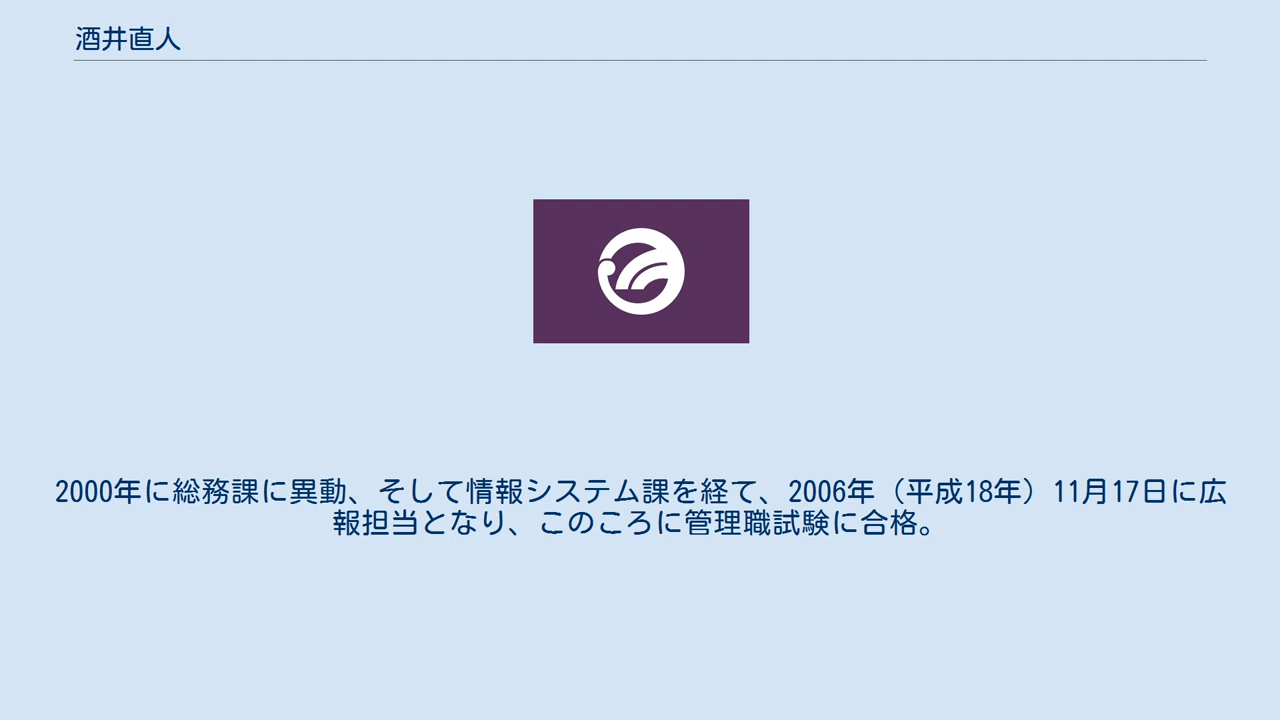 酒井直人
2000年に総務課に異動、そして情報システム課を経て、2006年（平成18年）11月17日に広
報担当となり、このころに管理職試験に合格。